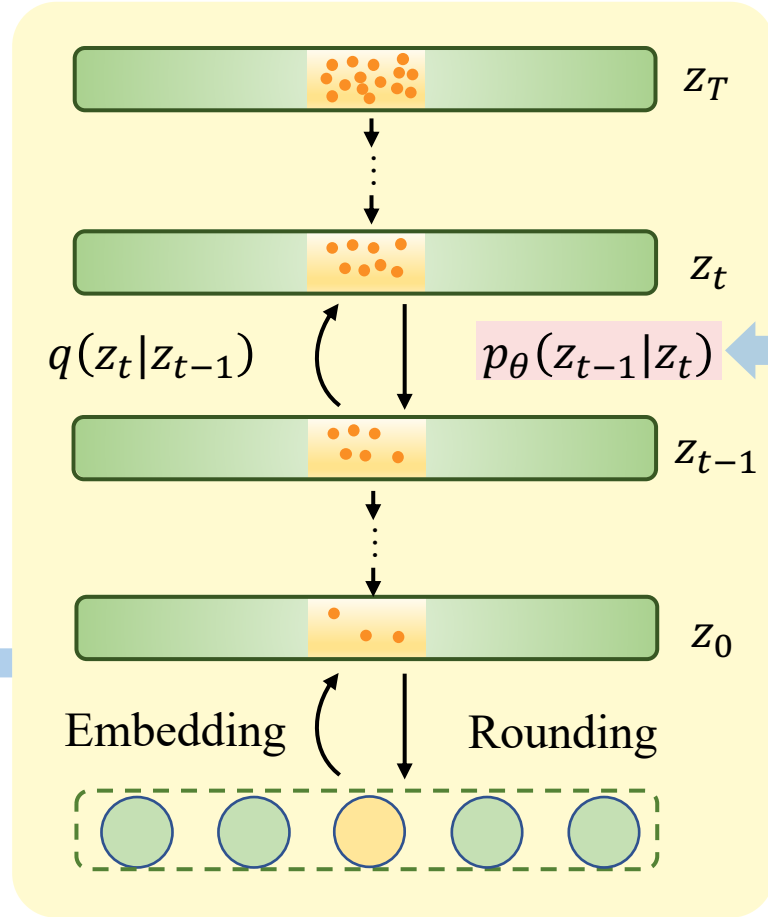 z_T
⋮
z_t
q(z_t|z_{t−1})
p_θ(z_{t−1}|z_t)
z_{t−1}
⋮
z_0
Embedding
Rounding